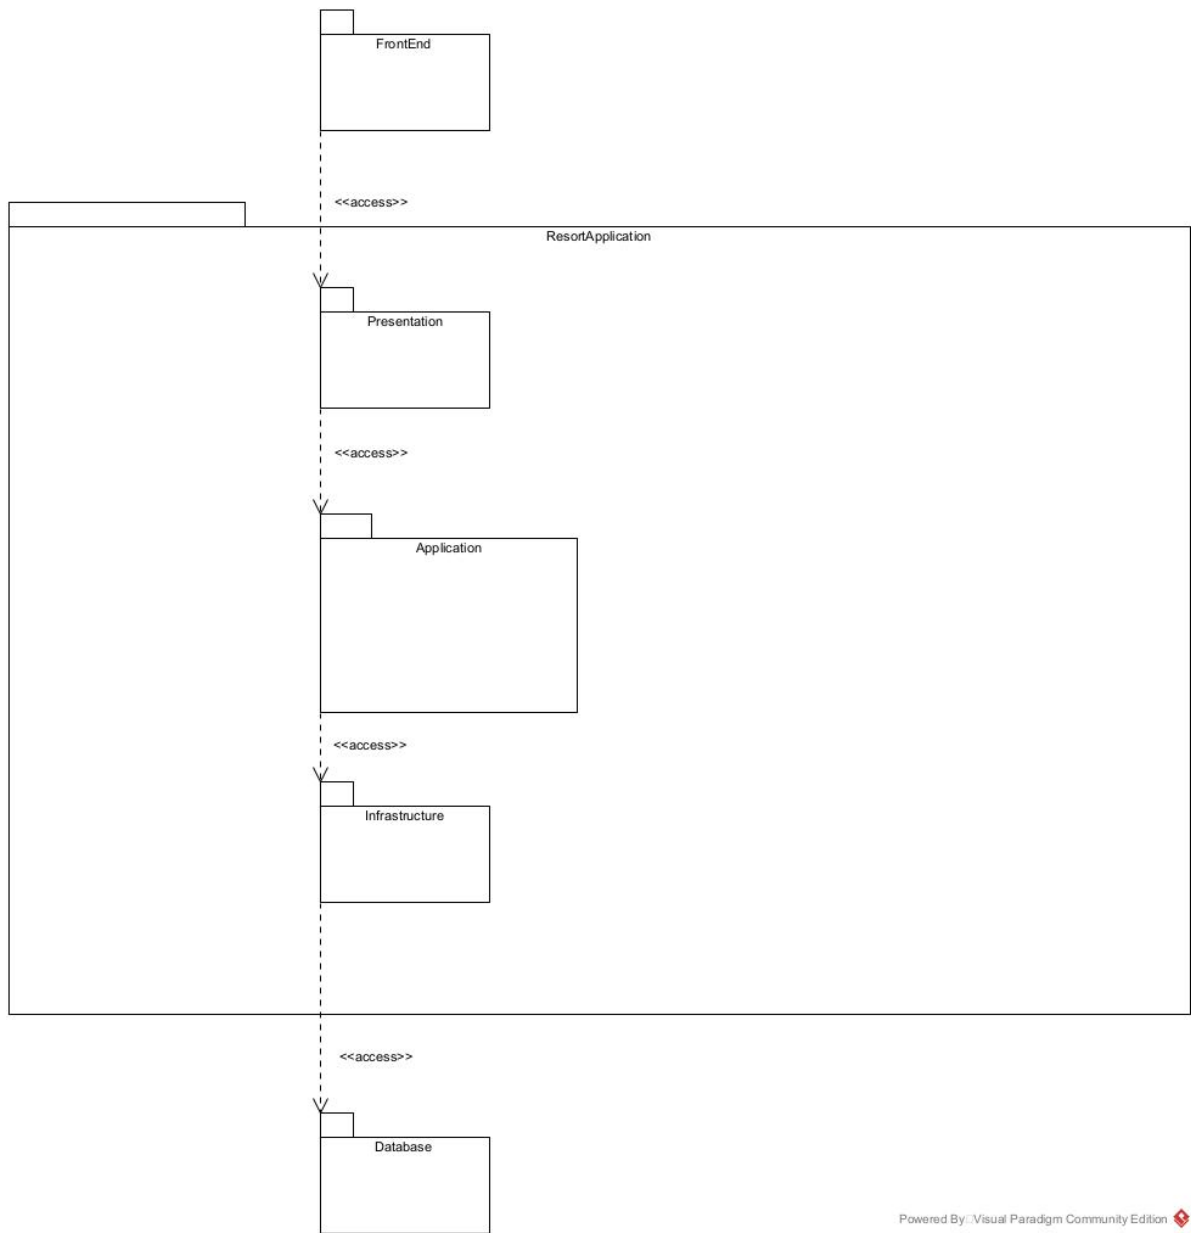 FrontEnd
<<access>>
ResortApplication
Presentation
<<access>>
Application
<<access>>
Infrastructure
<<access>>
Database
Powered By Visual Paradigm Community Edition